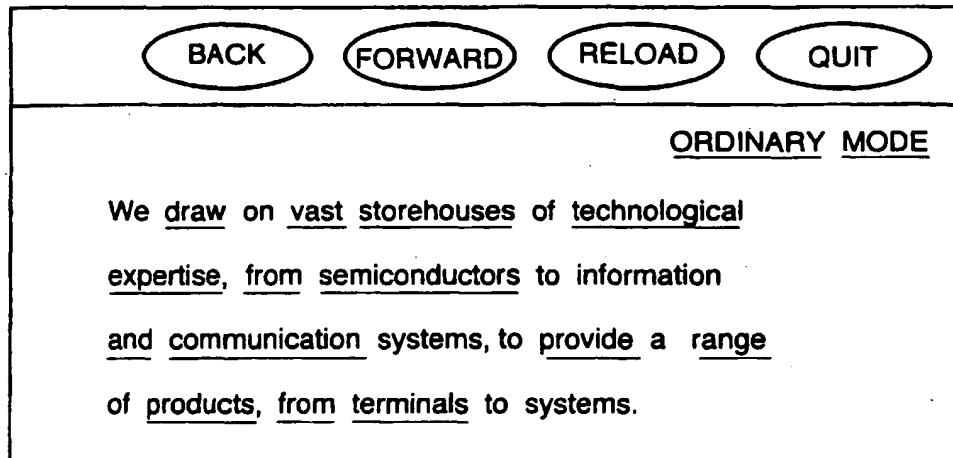 BACK FORWARD RELOAD QUIT
ORDINARY MODE
We draw on vast storehouses of technological
expertise, from semiconductors to information
and communication systems, to provide a range
of products, from terminals to systems.